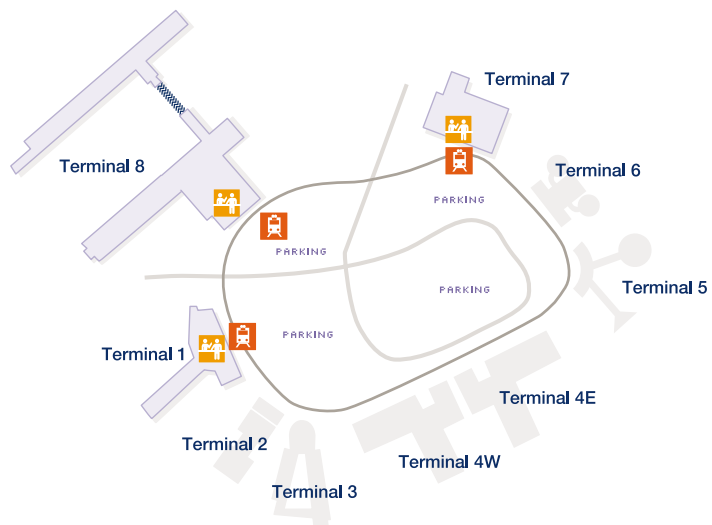 Terminal 7
Terminal 8
Terminal 6
PARKING
PARKING
Terminal 5
PARKING
PARKING
Terminal 1
Terminal 4E
Terminal 2
Terminal 4W
Terminal 3